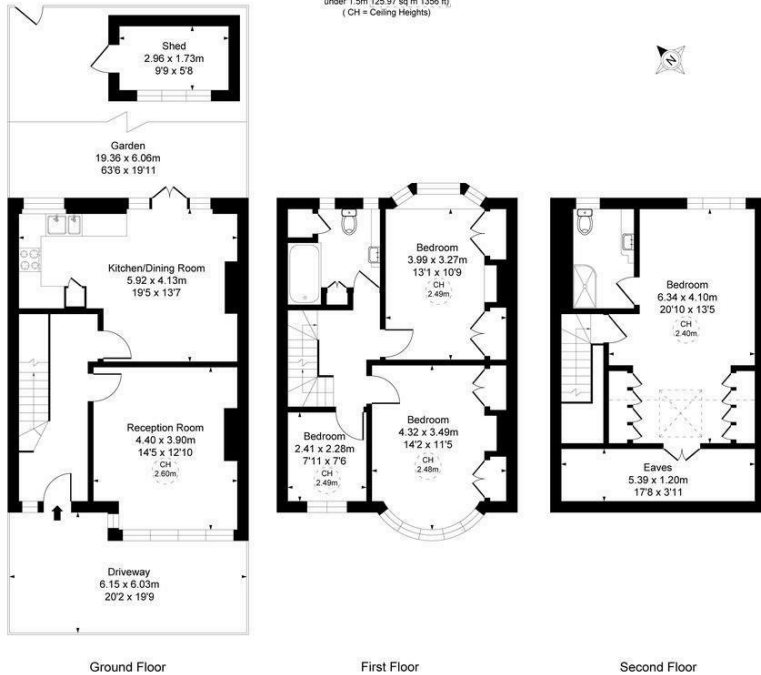 under 1.5m 125.97 sq m 1356 ft)
( CH = Ceiling Heights)
Shed
2.96 x 1.73m
9'9 x 5'8
Garden
19.36 x 6.06m
63'6 x 19'11
Kitchen/Dining Room
5.92 x 4.13m
19'5 x 13'7
Reception Room
4.40 x 3.90m
14'5 x 12'10
CH
2.60m
Driveway
6.15 x 6.03m
20'2 x 19'9
Ground Floor
Bedroom
3.99 x 3.27m
13'1 x 10'9
CH
2.49m
Bedroom
4.32 x 3.49m
14'2 x 11'5
CH
2.48m
Bedroom
2.41 x 2.28m
7'11 x 7'6
CH
2.49m
First Floor
Bedroom
6.34 x 4.10m
20'10 x 13'5
CH
2.40m
Eaves
5.39 x 1.20m
17'8 x 3'11
Second Floor